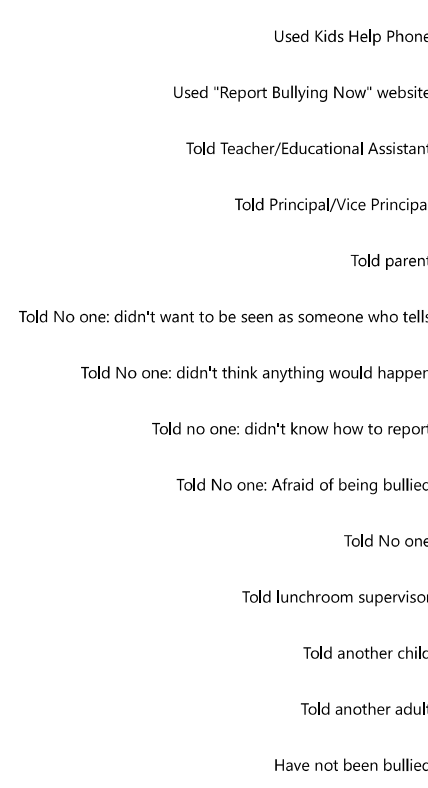 Used Kids Help Phone
Used "Report Bullying Now" website
Told Teacher/Educational Assistant
Told Principal/Vice Principal
Told parent
Told No one: didn't want to be seen as someone who tells
Told No one: didn't think anything would happen
Told no one: didn't know how to report
Told No one: Afraid of being bullied
Told No one
Told lunchroom supervisor
Told another child
Told another adult
Have not been bullied